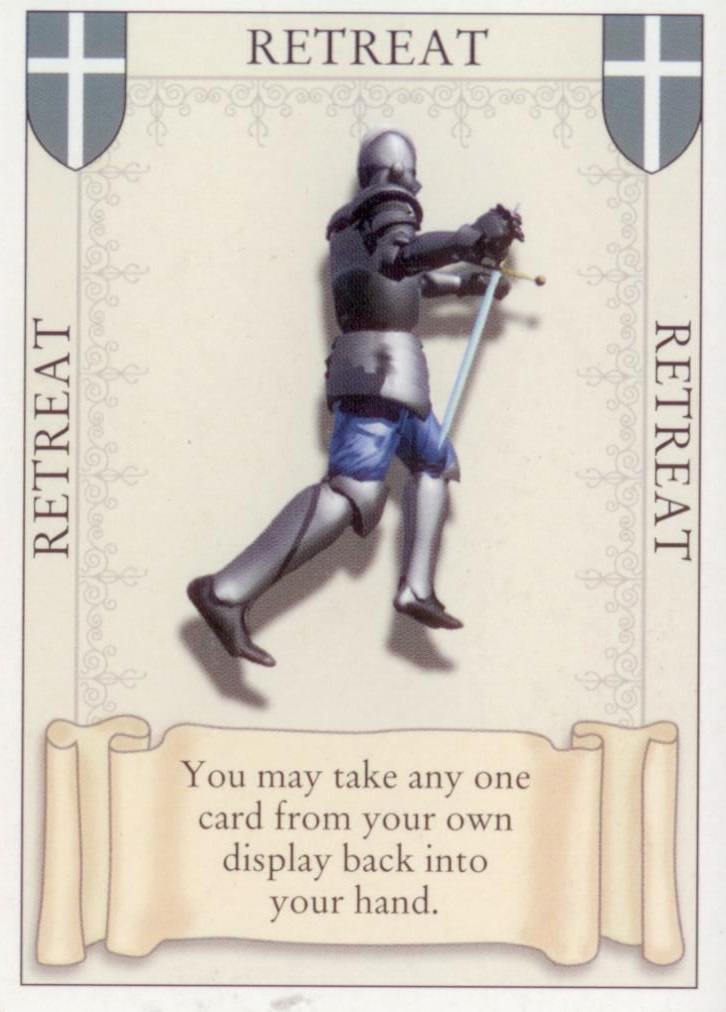 RETREAT
RETREAT
RETREAT
You may take any one
card from your own
display back into
your hand.